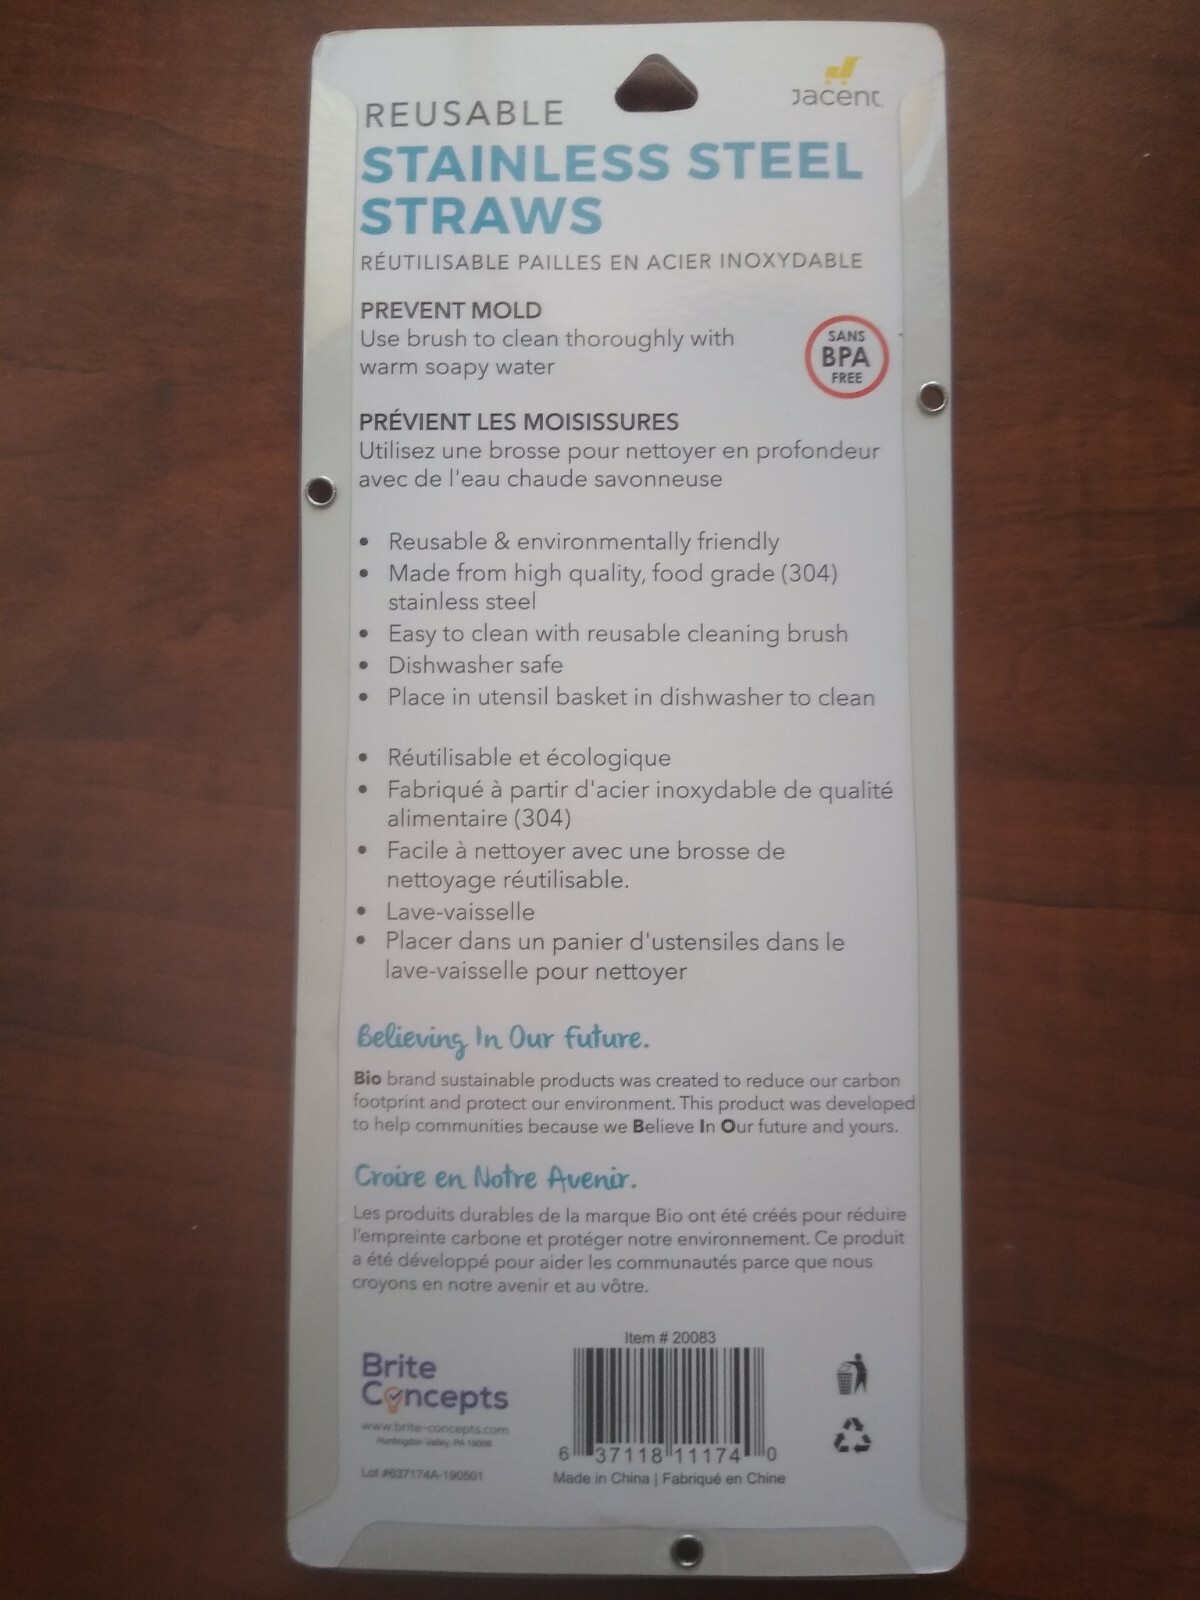 Jacent
REUSABLE
STAINLESS STEEL
STRAWS
RÉUTILISABLE PAILLES EN ACIER INOXYDABLE
PREVENT MOLD
Use brush to clean thoroughly with
warm soapy water
SANS
BPA
FREE
PRÉVIENT LES MOISISSURES
Utilisez une brosse pour nettoyer en profondeur
avec de l'eau chaude savonneuse
• Reusable & environmentally friendly
• Made from high quality, food grade (304)
stainless steel
• Easy to clean with reusable cleaning brush
• Dishwasher safe
• Place in utensil basket in dishwasher to clean
• Réutilisable et écologique
• Fabriqué à partir d'acier inoxydable de qualité
alimentaire (304)
• Facile à nettoyer avec une brosse de
nettoyage réutilisable.
• Lave-vaisselle
• Placer dans un panier d'ustensiles dans le
lave-vaisselle pour nettoyer
Believing In Our Future.
Bio brand sustainable products was created to reduce our carbon
footprint and protect our environment. This product was developed
to help communities because we Believe In Our future and yours.
Croire en Notre Avenir.
Les produits durables de la marque Bio ont été créés pour réduire
l'empreinte carbone et protéger notre environnement. Ce produit
a été développé pour aider les communautés parce que nous
croyons en notre avenir et au vôtre.
Item # 20083
Brite
Concepts
www.brite-concepts.com
Huntingdon Valley, PA 19006
Lot #637174A-190501
6 37118 11174 0
Made in China | Fabriqué en Chine